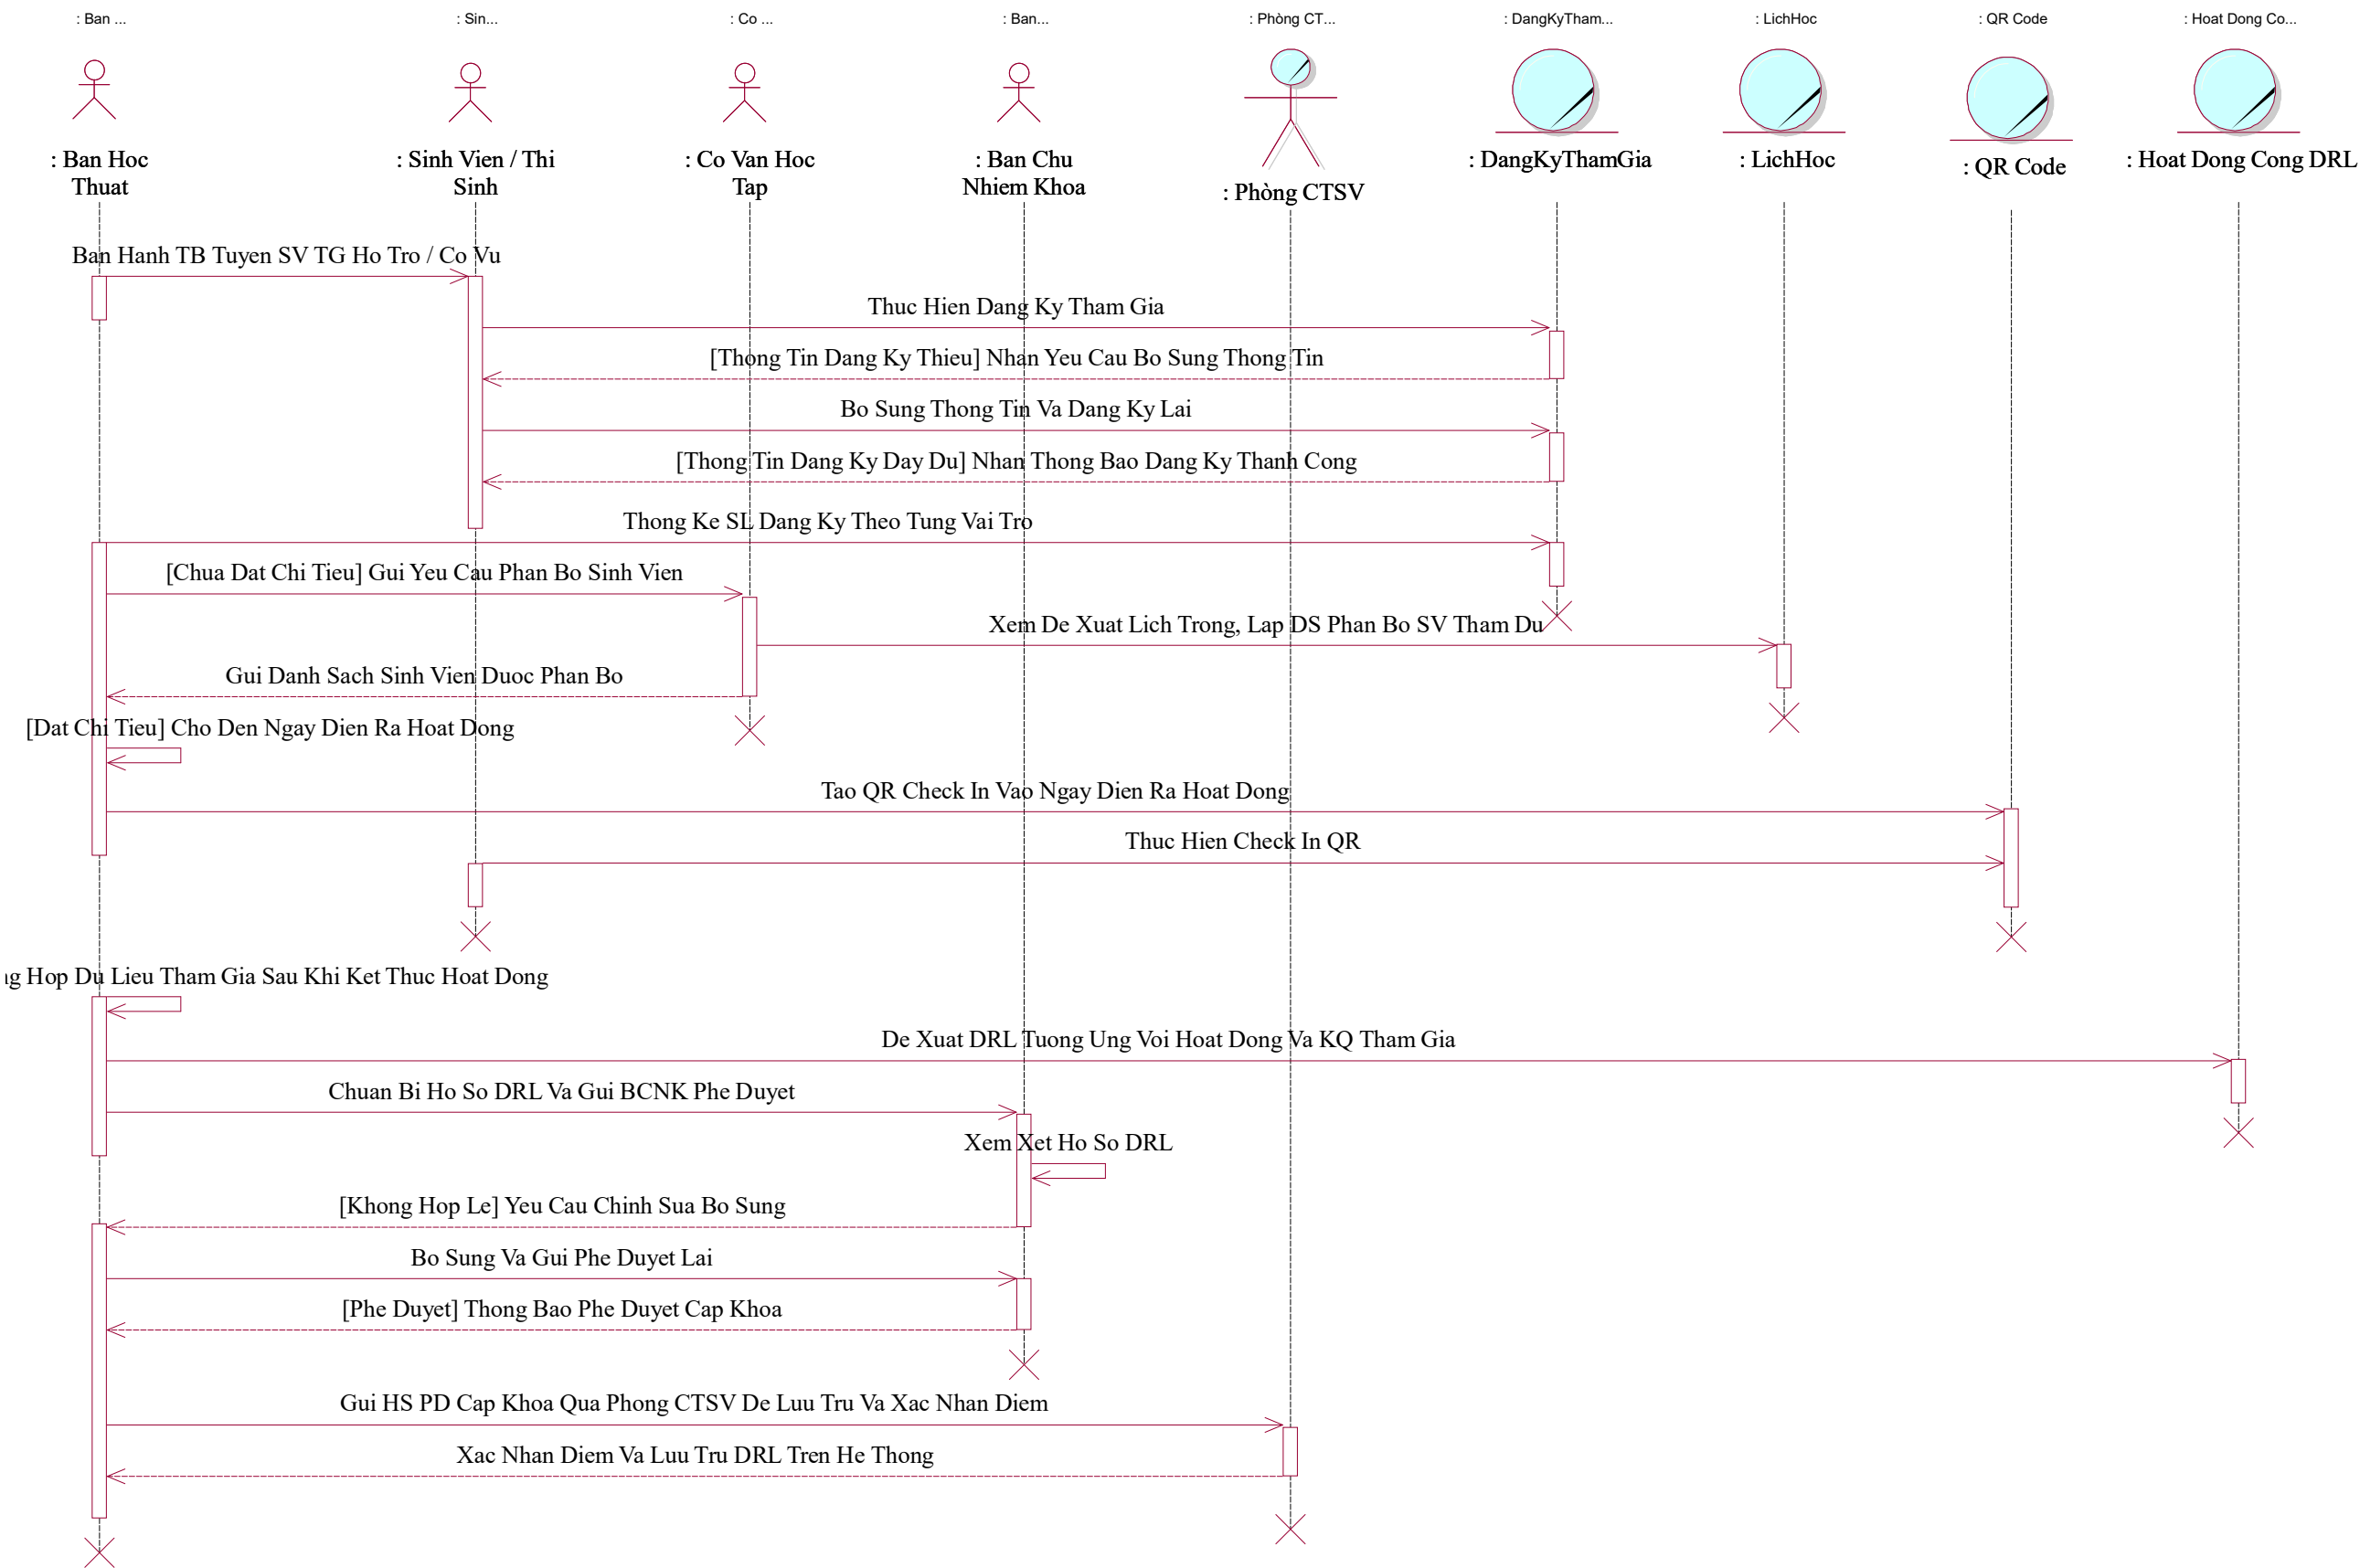 : Ban ...
: Sin...
: Co ...
: Ban...
: Phòng CT...
: DangKyTham...
: LichHoc
: QR Code
: Hoat Dong Co...
: Ban Hoc
Thuat
: Sinh Vien / Thi
Sinh
: Co Van Hoc
Tap
: Ban Chu
Nhiem Khoa
: Phòng CTSV
: DangKyThamGia
: LichHoc
: QR Code
: Hoat Dong Cong DRL
Ban Hanh TB Tuyen SV TG Ho Tro / Co Vu
Thuc Hien Dang Ky Tham Gia
[Thong Tin Dang Ky Thieu] Nhan Yeu Cau Bo Sung Thong Tin
Bo Sung Thong Tin Va Dang Ky Lai
[Thong Tin Dang Ky Day Du] Nhan Thong Bao Dang Ky Thanh Cong
Thong Ke SL Dang Ky Theo Tung Vai Tro
[Chua Dat Chi Tieu] Gui Yeu Cau Phan Bo Sinh Vien
Xem De Xuat Lich Trong, Lap DS Phan Bo SV Tham Du
Gui Danh Sach Sinh Vien Duoc Phan Bo
[Dat Chi Tieu] Cho Den Ngay Dien Ra Hoat Dong
Tao QR Check In Vao Ngay Dien Ra Hoat Dong
Thuc Hien Check In QR
g Hop Du Lieu Tham Gia Sau Khi Ket Thuc Hoat Dong
De Xuat DRL Tuong Ung Voi Hoat Dong Va KQ Tham Gia
Chuan Bi Ho So DRL Va Gui BCNK Phe Duyet
Xem Xet Ho So DRL
[Khong Hop Le] Yeu Cau Chinh Sua Bo Sung
Bo Sung Va Gui Phe Duyet Lai
[Phe Duyet] Thong Bao Phe Duyet Cap Khoa
Gui HS PD Cap Khoa Qua Phong CTSV De Luu Tru Va Xac Nhan Diem
Xac Nhan Diem Va Luu Tru DRL Tren He Thong